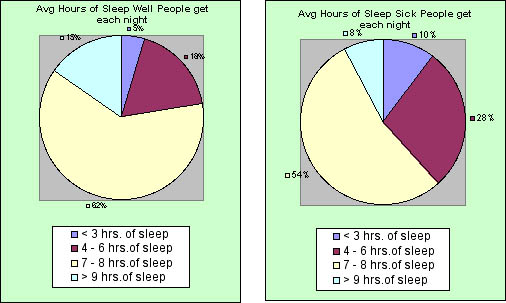 Avg Hours of Sleep Well People get
each night
5%
15%
18%
62%
< 3 hrs. of sleep
4 - 6 hrs.of sleep
7 - 8 hrs.of sleep
> 9 hrs.of sleep
Avg Hours of Sleep Sick People get
each night
8%
10%
28%
54%
< 3 hrs. of sleep
4 - 6 hrs.of sleep
7 - 8 hrs.of sleep
> 9 hrs.of sleep